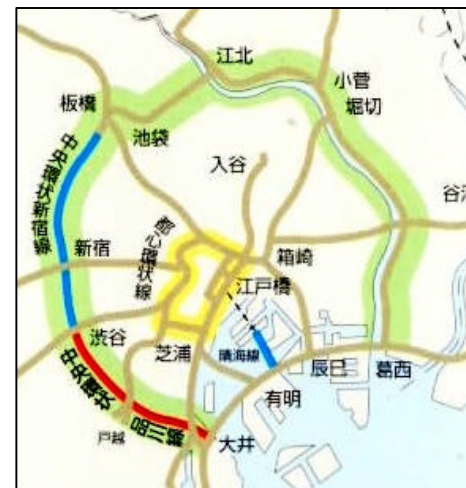 江北
小菅
堀切
板橋
池袋
入谷
中央環状新宿線
都心環状線
新宿
箱崎
江戸橋
渋谷
芝浦
晴海線
辰巳
葛西
有明
中央環状
品川線
戸越
大井